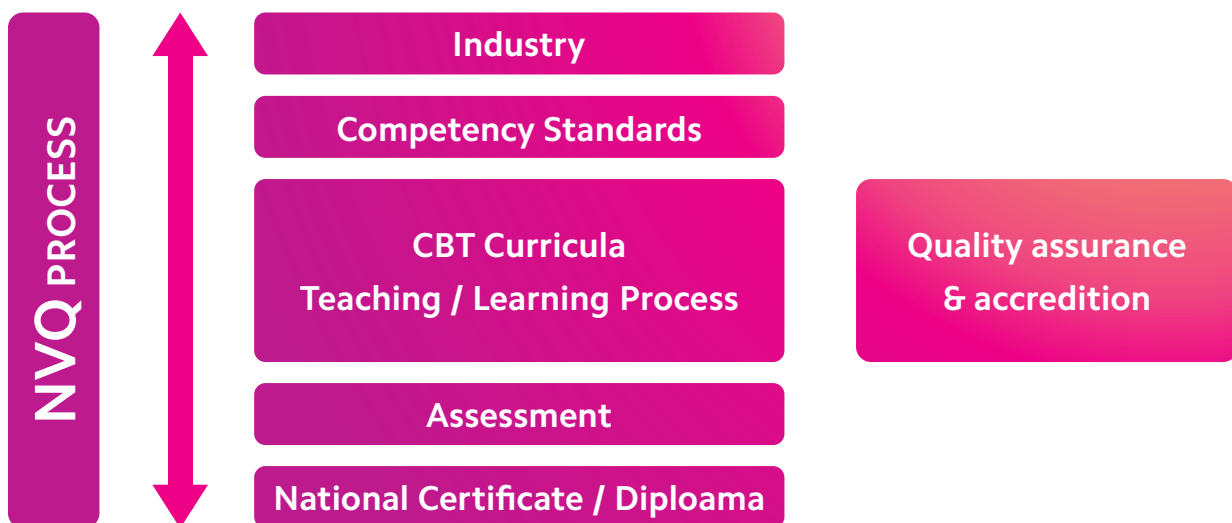 NVQ PROCESS
Industry
Competency Standards
CBT Curricula
Teaching / Learning Process
Quality assurance
& accredition
Assessment
National Certificate / Diploama